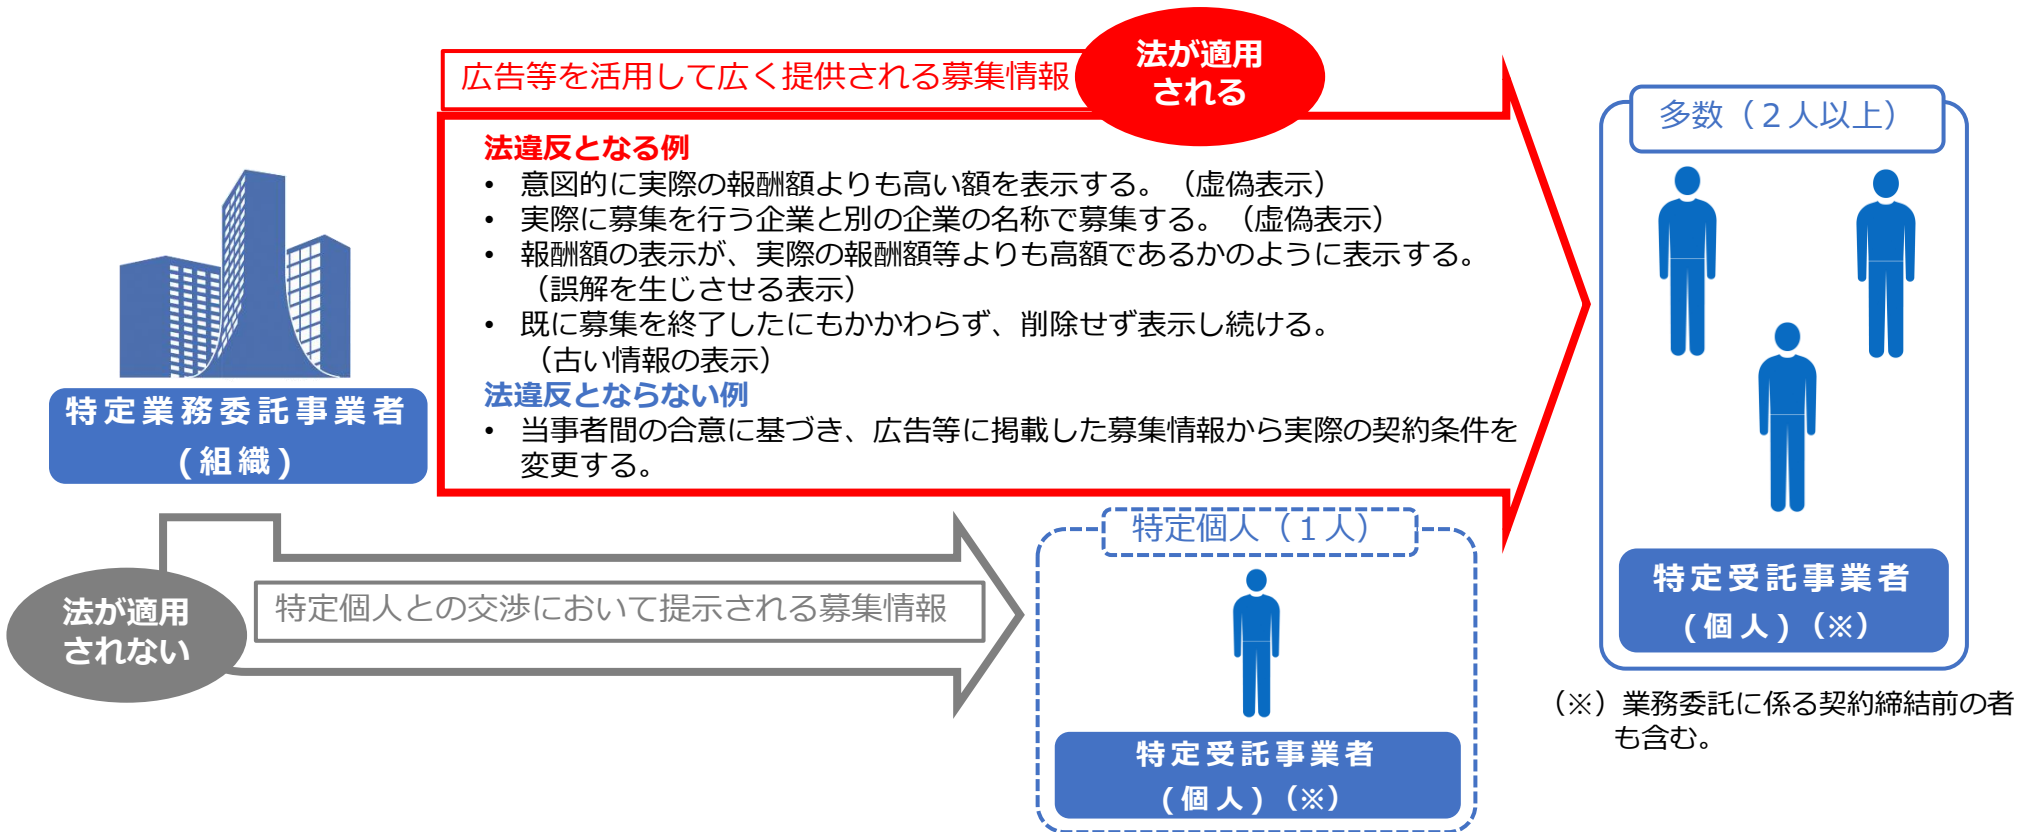 広告等を活用して広く提供される募集情報
法が適用
される
法違反となる例
• 意図的に実際の報酬額よりも高い額を表示する。（虚偽表示）
• 実際に募集を行う企業と別の企業の名称で募集する。（虚偽表示）
• 報酬額の表示が、実際の報酬額等よりも高額であるかのように表示する。
（誤解を生じさせる表示）
• 既に募集を終了したにもかかわらず、削除せず表示し続ける。
（古い情報の表示）
法違反とならない例
• 当事者間の合意に基づき、広告等に掲載した募集情報から実際の契約条件を
変更する。
特定業務委託事業者
(組織)
多数（２人以上）
特定受託事業者
(個人)（※）
（※）業務委託に係る契約締結前の者
も含む。
法が適用
されない
特定個人との交渉において提示される募集情報
特定個人（１人）
特定受託事業者
(個人)（※）